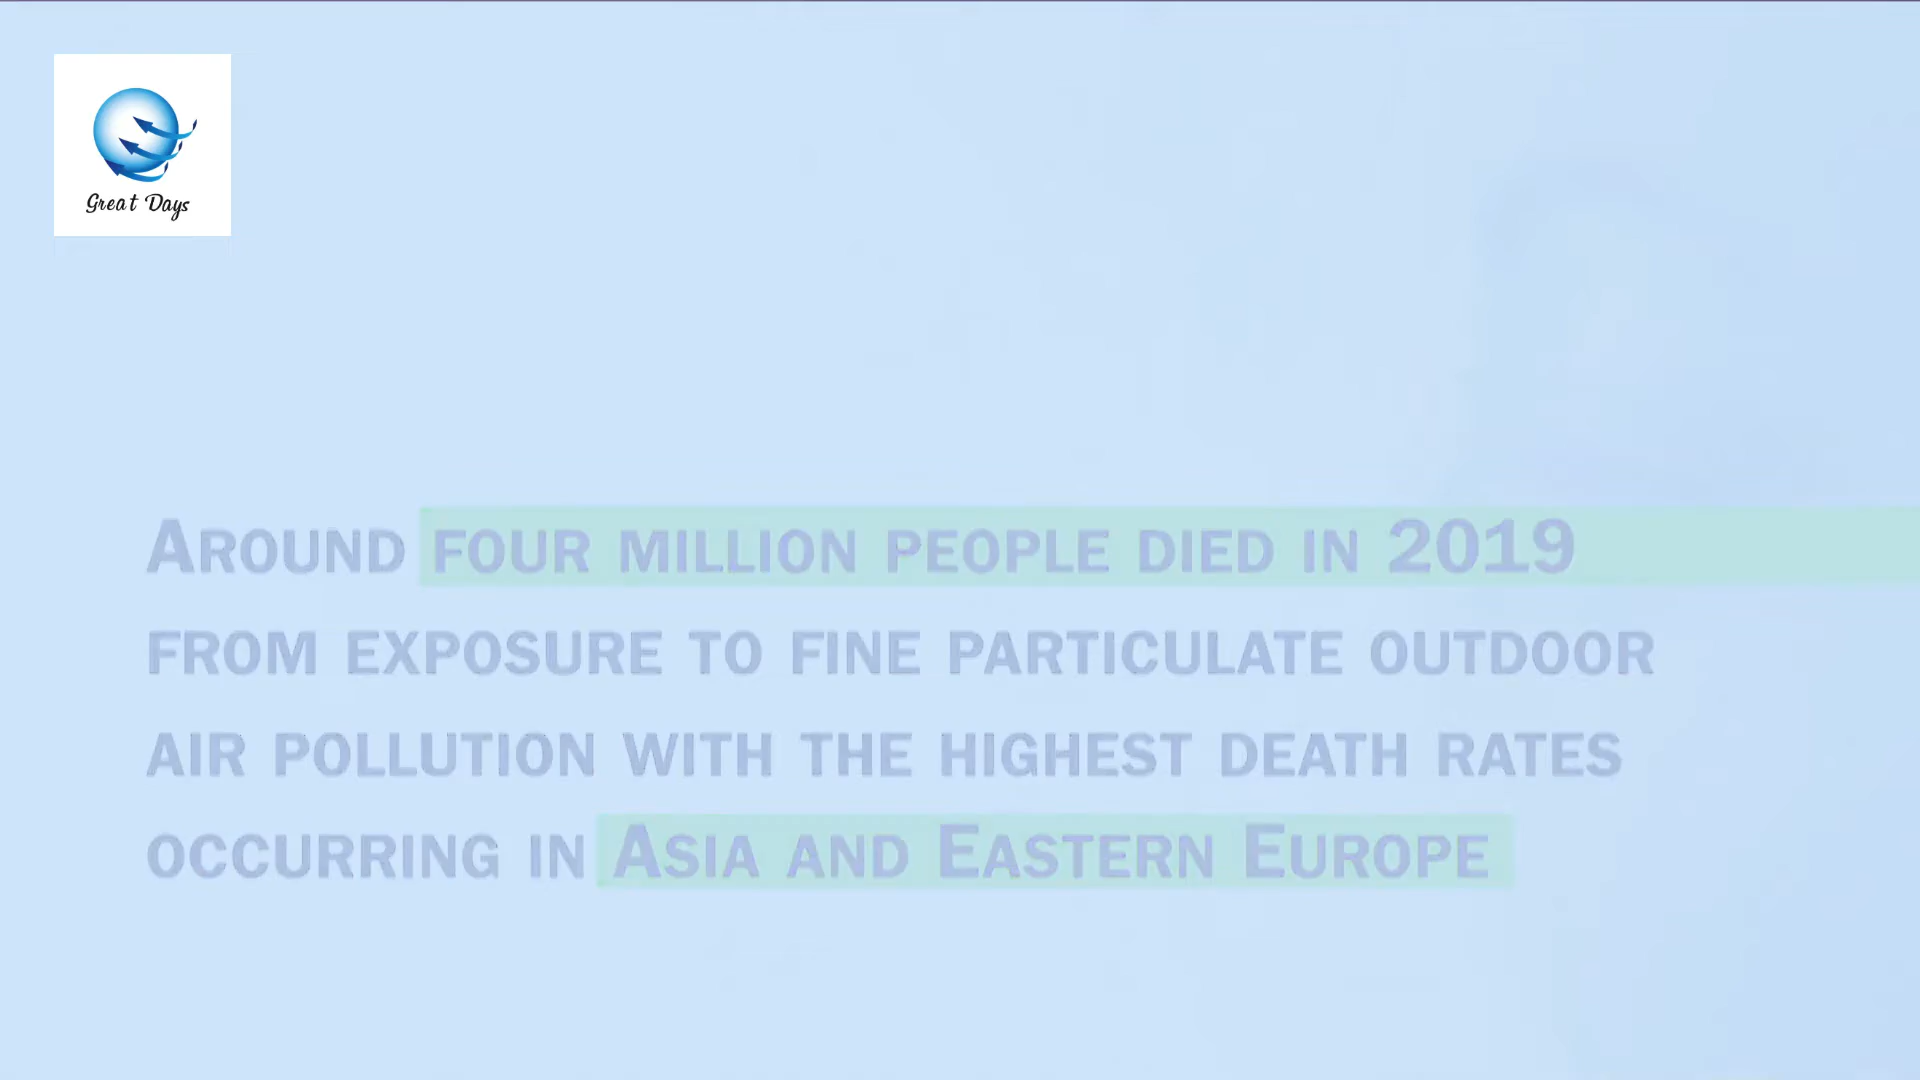 Great Days
Around four million people died in 2019
from exposure to fine particulate outdoor
air pollution with the highest death rates
occurring in Asia and Eastern Europe